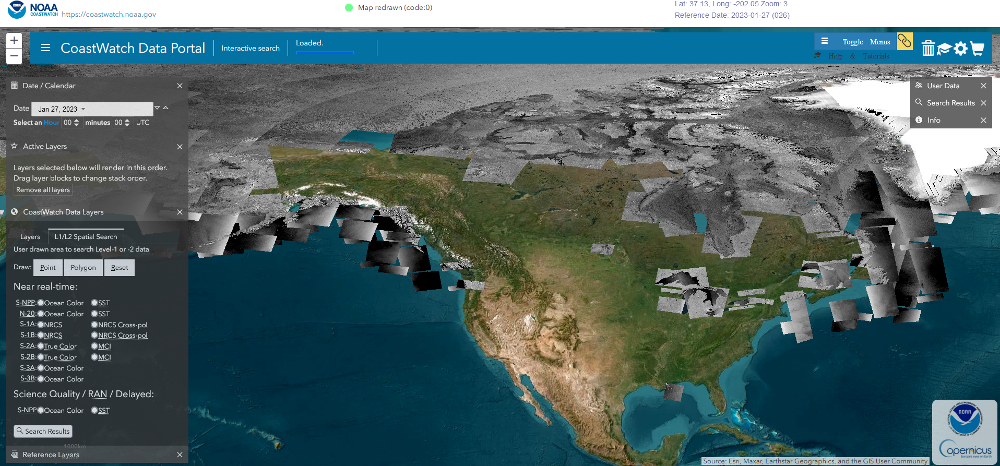 NOAA
NOAA
COASTWATCH
https://coastwatch.noaa.gov
Map redrawn (code:0)
Lat: 37.13, Long: -202.05 Zoom: 3
Reference Date: 2023-01-27 (026)
+
−
CoastWatch Data Portal
Interactive search
Loaded.
Toggle Menus
Help & Tutorials
Date / Calendar
Date Jan 27, 2023
Select an Hour 00 minutes 00 UTC
Active Layers
Layers selected below will render in this order.
Drag layer blocks to change stack order.
Remove all layers
CoastWatch Data Layers
Layers L1/L2 Spatial Search
User drawn area to search Level-1 or -2 data
Draw: Point Polygon Reset
Near real-time:
S-NPP: Ocean Color SST
N-20: Ocean Color SST
S-1A: NRCS NRCS Cross-pol
S-1B: NRCS NRCS Cross-pol
S-2A: True Color MCI
S-2B: True Color MCI
S-3A: Ocean Color
S-3B: Ocean Color
Science Quality / RAN / Delayed:
S-NPP Ocean Color SST
Search Results
1000km
Reference Layers
User Data
Search Results
Info
NOAA
Copernicus
Europe's eyes on Earth
Source: Esri, Maxar, Earthstar Geographics, and the GIS User Community